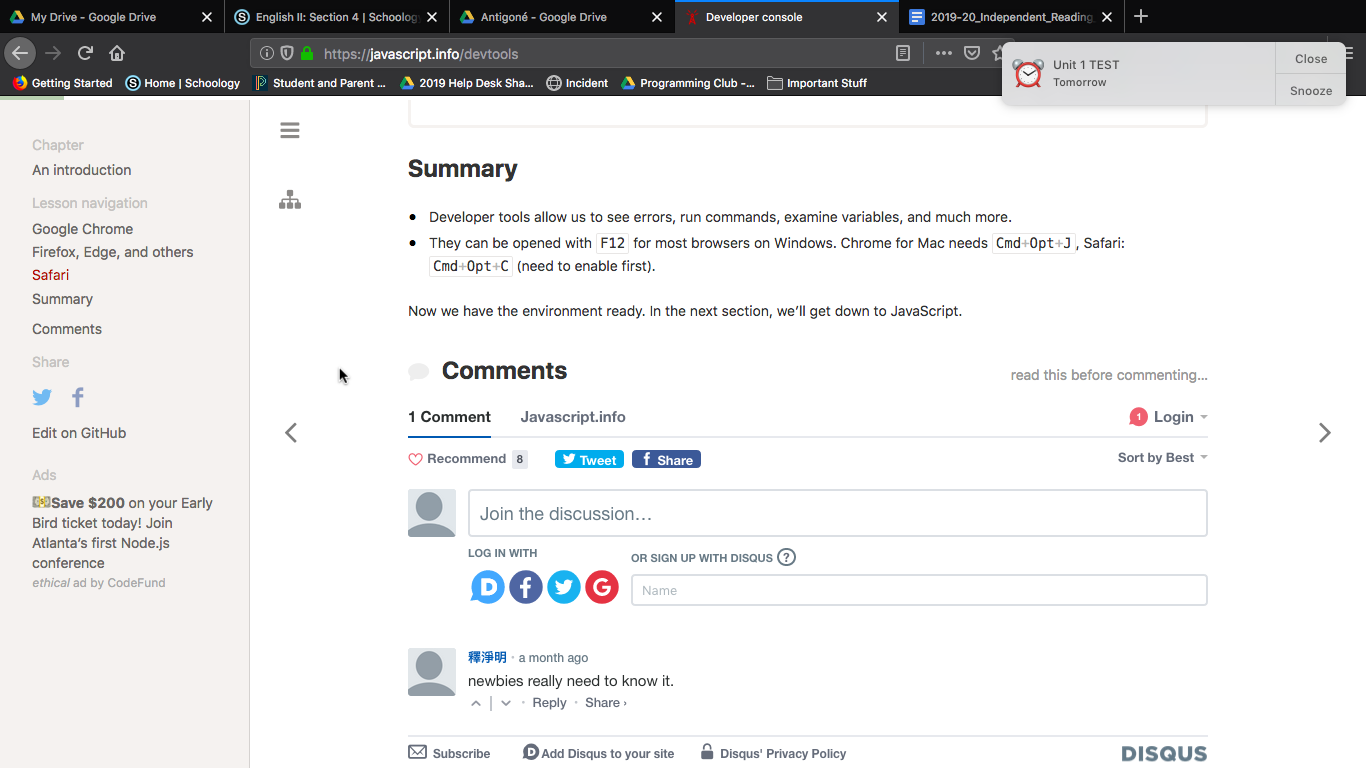 My Drive - Google Drive
English II: Section 4 | Schoology
Antigoné - Google Drive
Developer console
2019-20_Independent_Reading
https://javascript.info/devtools
Getting Started
Home | Schoology
Student and Parent ...
2019 Help Desk Sha...
Incident
Programming Club -...
Important Stuff
Unit 1 TEST
Tomorrow
Close
Snooze
Chapter
An introduction
Lesson navigation
Google Chrome
Firefox, Edge, and others
Safari
Summary
Comments
Share
Edit on GitHub
Ads
Save $200 on your Early
Bird ticket today! Join
Atlanta's first Node.js
conference
ethical ad by CodeFund
Summary
Developer tools allow us to see errors, run commands, examine variables, and much more.
They can be opened with F12 for most browsers on Windows. Chrome for Mac needs Cmd+Opt+J, Safari:
Cmd+Opt+C (need to enable first).
Now we have the environment ready. In the next section, we'll get down to JavaScript.
Comments
read this before commenting...
1 Comment
Javascript.info
1 Login
Recommend 8
Tweet
f Share
Sort by Best
Join the discussion...
LOG IN WITH
OR SIGN UP WITH DISQUS ?
D f G
Name
釋淨明 · a month ago
newbies really need to know it.
Reply · Share ›
Subscribe
D Add Disqus to your site
Disqus' Privacy Policy
DISQUS